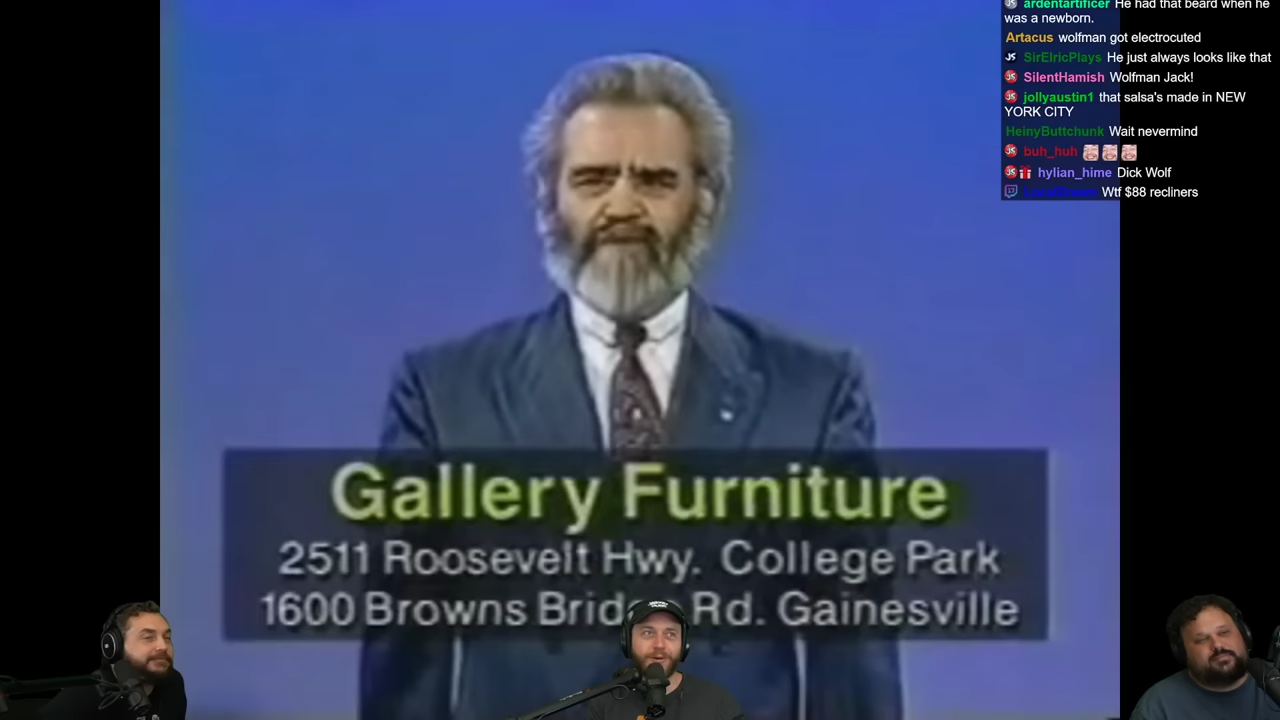 ardentartificer He had that beard when he
was a newborn.
Artacus wolfman got electrocuted
SirElricPlays He just always looks like that
SilentHamish Wolfman Jack!
jollyaustin1 that salsa's made in NEW
YORK CITY
HeinyButtchunk Wait nevermind
buh_huh
hylian_hime Dick Wolf
Wtf $88 recliners
Gallery Furniture
2511 Roosevelt Hwy. College Park
1600 Browns Rd. Gainesville